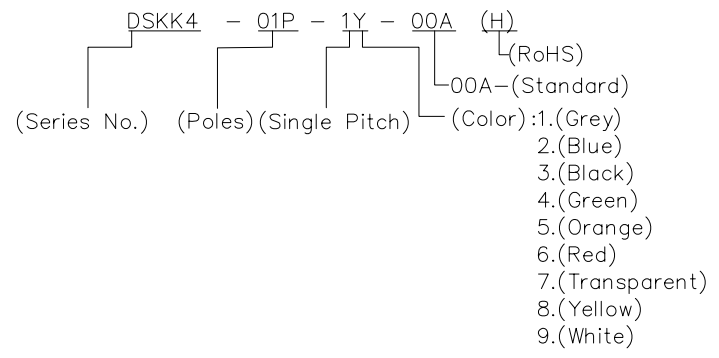 DSKK4 - 01P - 1Y - 00A (H)
(RoHS)
00A-(Standard)
(Series No.) (Poles) (Single Pitch) (Color):1.(Grey)
2.(Blue)
3.(Black)
4.(Green)
5.(Orange)
6.(Red)
7.(Transparent)
8.(Yellow)
9.(White)